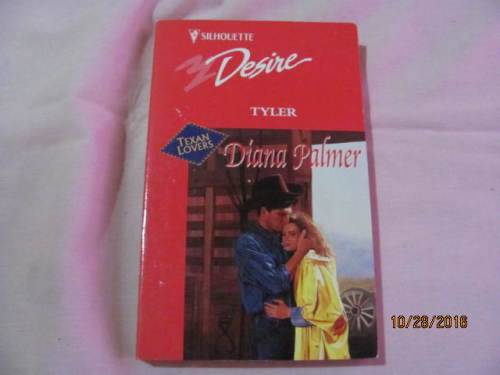 SILHOUETTE
Desire
TYLER
TEXAN
LOVERS
Diana Palmer
10/28/2016